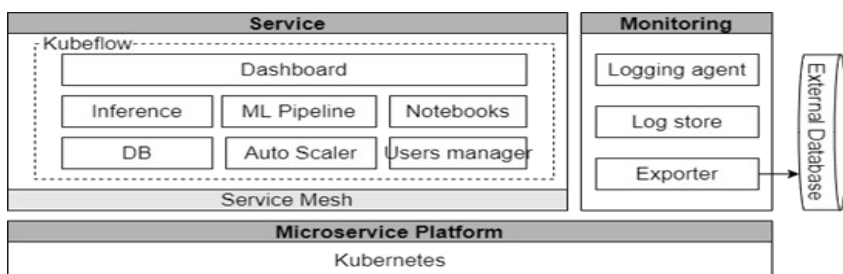 Service
Monitoring
Kubeflow
Dashboard
Logging agent
Inference
ML Pipeline
Notebooks
Log store
DB
Auto Scaler
Users manager
Exporter
External Database
Service Mesh
Microservice Platform
Kubernetes